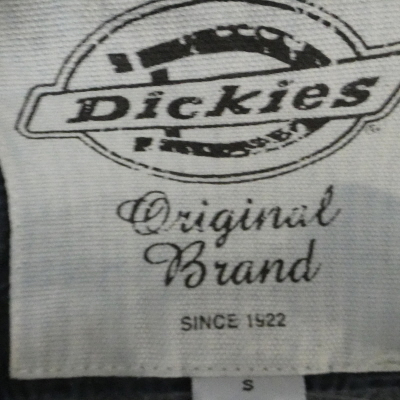 Dickies
Original
Brand
SINCE 1922
S